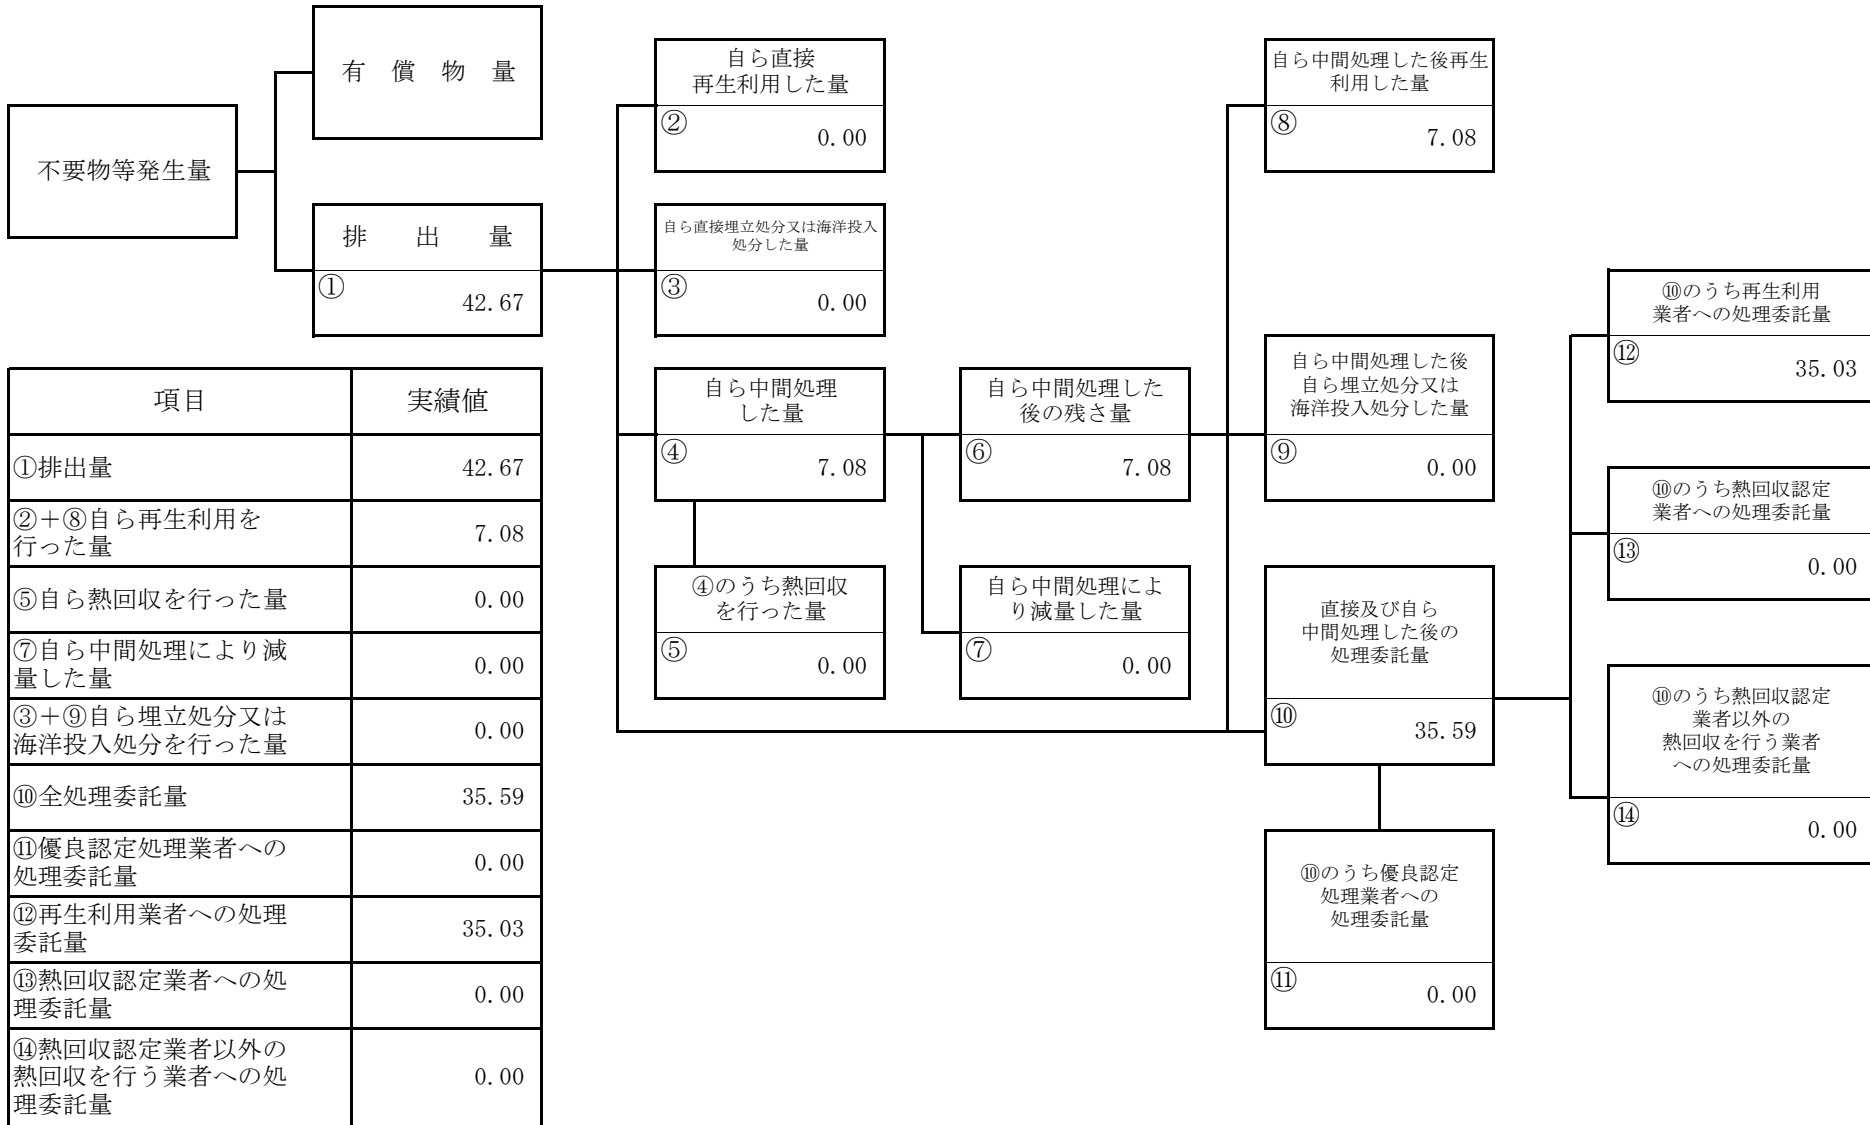 有償物量
不要物等発生量
排出量
①
42.67
自ら直接
再生利用した量
②
0.00
自ら直接埋立処分又は海洋投入
処分した量
③
0.00
自ら中間処理
した量
④
7.08
④のうち熱回収
を行った量
⑤
0.00
自ら中間処理した
後の残さ量
⑥
7.08
自ら中間処理によ
り減量した量
⑦
0.00
自ら中間処理した後再生
利用した量
⑧
7.08
自ら中間処理した後
自ら埋立処分又は
海洋投入処分した量
⑨
0.00
直接及び自ら
中間処理した後の
処理委託量
⑩
35.59
⑩のうち優良認定
処理業者への
処理委託量
⑪
0.00
⑩のうち再生利用
業者への処理委託量
⑫
35.03
⑩のうち熱回収認定
業者への処理委託量
⑬
0.00
⑩のうち熱回収認定
業者以外の
熱回収を行う業者
への処理委託量
⑭
0.00
項目 実績値
①排出量 42.67
②＋⑧自ら再生利用を
行った量 7.08
⑤自ら熱回収を行った量 0.00
⑦自ら中間処理により減
量した量 0.00
③＋⑨自ら埋立処分又は
海洋投入処分を行った量 0.00
⑩全処理委託量 35.59
⑪優良認定処理業者への
処理委託量 0.00
⑫再生利用業者への処理
委託量 35.03
⑬熱回収認定業者への処
理委託量 0.00
⑭熱回収認定業者以外の
熱回収を行う業者への処
理委託量 0.00